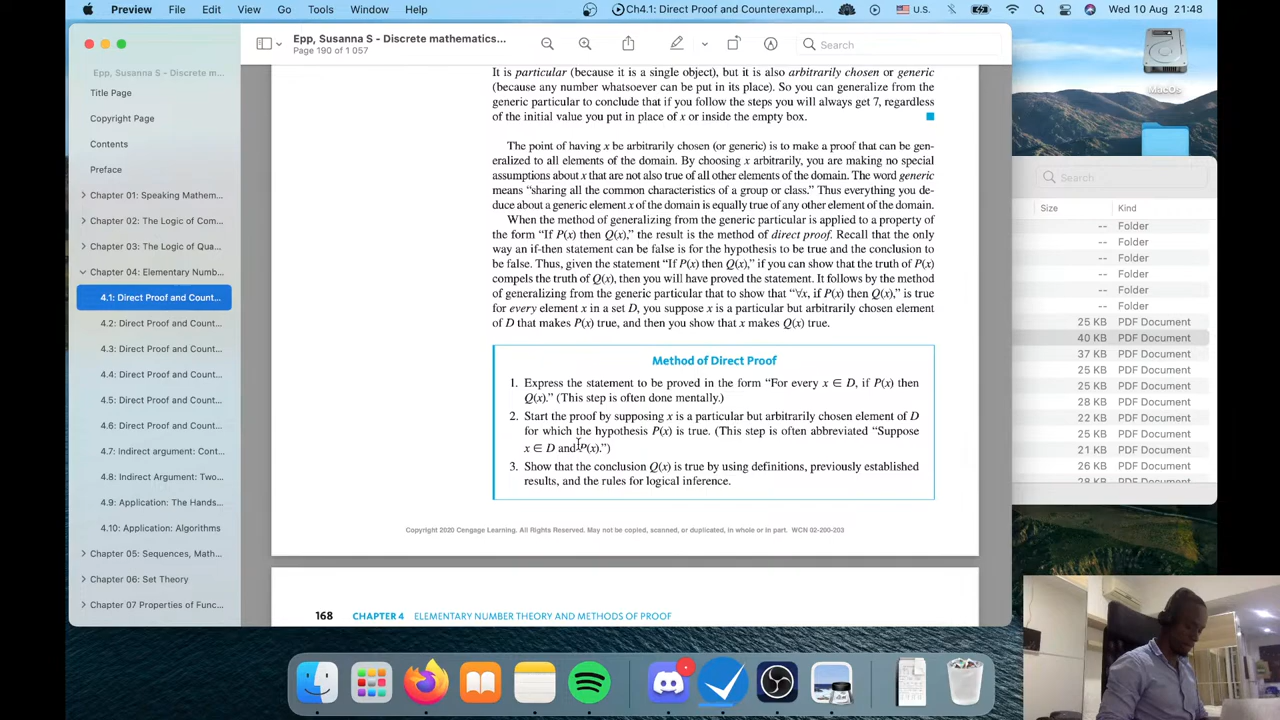 Preview File Edit View Go Tools Window Help
Ch4.1: Direct Proof and Counterexampl...
U.S.
Wed 10 Aug 21:48
Epp, Susanna S - Discrete mathematics...
Page 190 of 1 057
Search
Epp, Susanna S - Discrete m...
Title Page
Copyright Page
Contents
Preface
Chapter 01: Speaking Mathem...
Chapter 02: The Logic of Com...
Chapter 03: The Logic of Qua...
Chapter 04: Elementary Numb...
4.1: Direct Proof and Count...
4.2: Direct Proof and Count...
4.3: Direct Proof and Count...
4.4: Direct Proof and Count...
4.5: Direct Proof and Count...
4.6: Direct Proof and Count...
4.7: Indirect argument: Cont...
4.8: Indirect Argument: Two...
4.9: Application: The Hands...
4.10: Application: Algorithms
Chapter 05: Sequences, Math...
Chapter 06: Set Theory
Chapter 07 Properties of Func...
It is particular (because it is a single object), but it is also arbitrarily chosen or generic
(because any number whatsoever can be put in its place). So you can generalize from the
generic particular to conclude that if you follow the steps you will always get 7, regardless
of the initial value you put in place of x or inside the empty box.
The point of having x be arbitrarily chosen (or generic) is to make a proof that can be gen-
eralized to all elements of the domain. By choosing x arbitrarily, you are making no special
assumptions about x that are not also true of all other elements of the domain. The word generic
means “sharing all the common characteristics of a group or class.” Thus everything you de-
duce about a generic element x of the domain is equally true of any other element of the domain.
When the method of generalizing from the generic particular is applied to a property of
the form “If P(x) then Q(x),” the result is the method of direct proof. Recall that the only
way an if-then statement can be false is for the hypothesis to be true and the conclusion to
be false. Thus, given the statement “If P(x) then Q(x),” if you can show that the truth of P(x)
compels the truth of Q(x), then you will have proved the statement. It follows by the method
of generalizing from the generic particular that to show that “∀x, if P(x) then Q(x),” is true
for every element x in a set D, you suppose x is a particular but arbitrarily chosen element
of D that makes P(x) true, and then you show that x makes Q(x) true.
Method of Direct Proof
1. Express the statement to be proved in the form “For every x ∈ D, if P(x) then
Q(x).” (This step is often done mentally.)
2. Start the proof by supposing x is a particular but arbitrarily chosen element of D
for which the hypothesis P(x) is true. (This step is often abbreviated “Suppose
x ∈ D and P(x).”)
3. Show that the conclusion Q(x) is true by using definitions, previously established
results, and the rules for logical inference.
Copyright 2020 Cengage Learning. All Rights Reserved. May not be copied, scanned, or duplicated, in whole or in part. WCN 02-200-203
168 CHAPTER 4 ELEMENTARY NUMBER THEORY AND METHODS OF PROOF
MacOs
Search
Size Kind
-- Folder
-- Folder
-- Folder
-- Folder
-- Folder
-- Folder
25 KB PDF Document
40 KB PDF Document
37 KB PDF Document
25 KB PDF Document
25 KB PDF Document
28 KB PDF Document
22 KB PDF Document
21 KB PDF Document
26 KB PDF Document
28 KB PDF Document